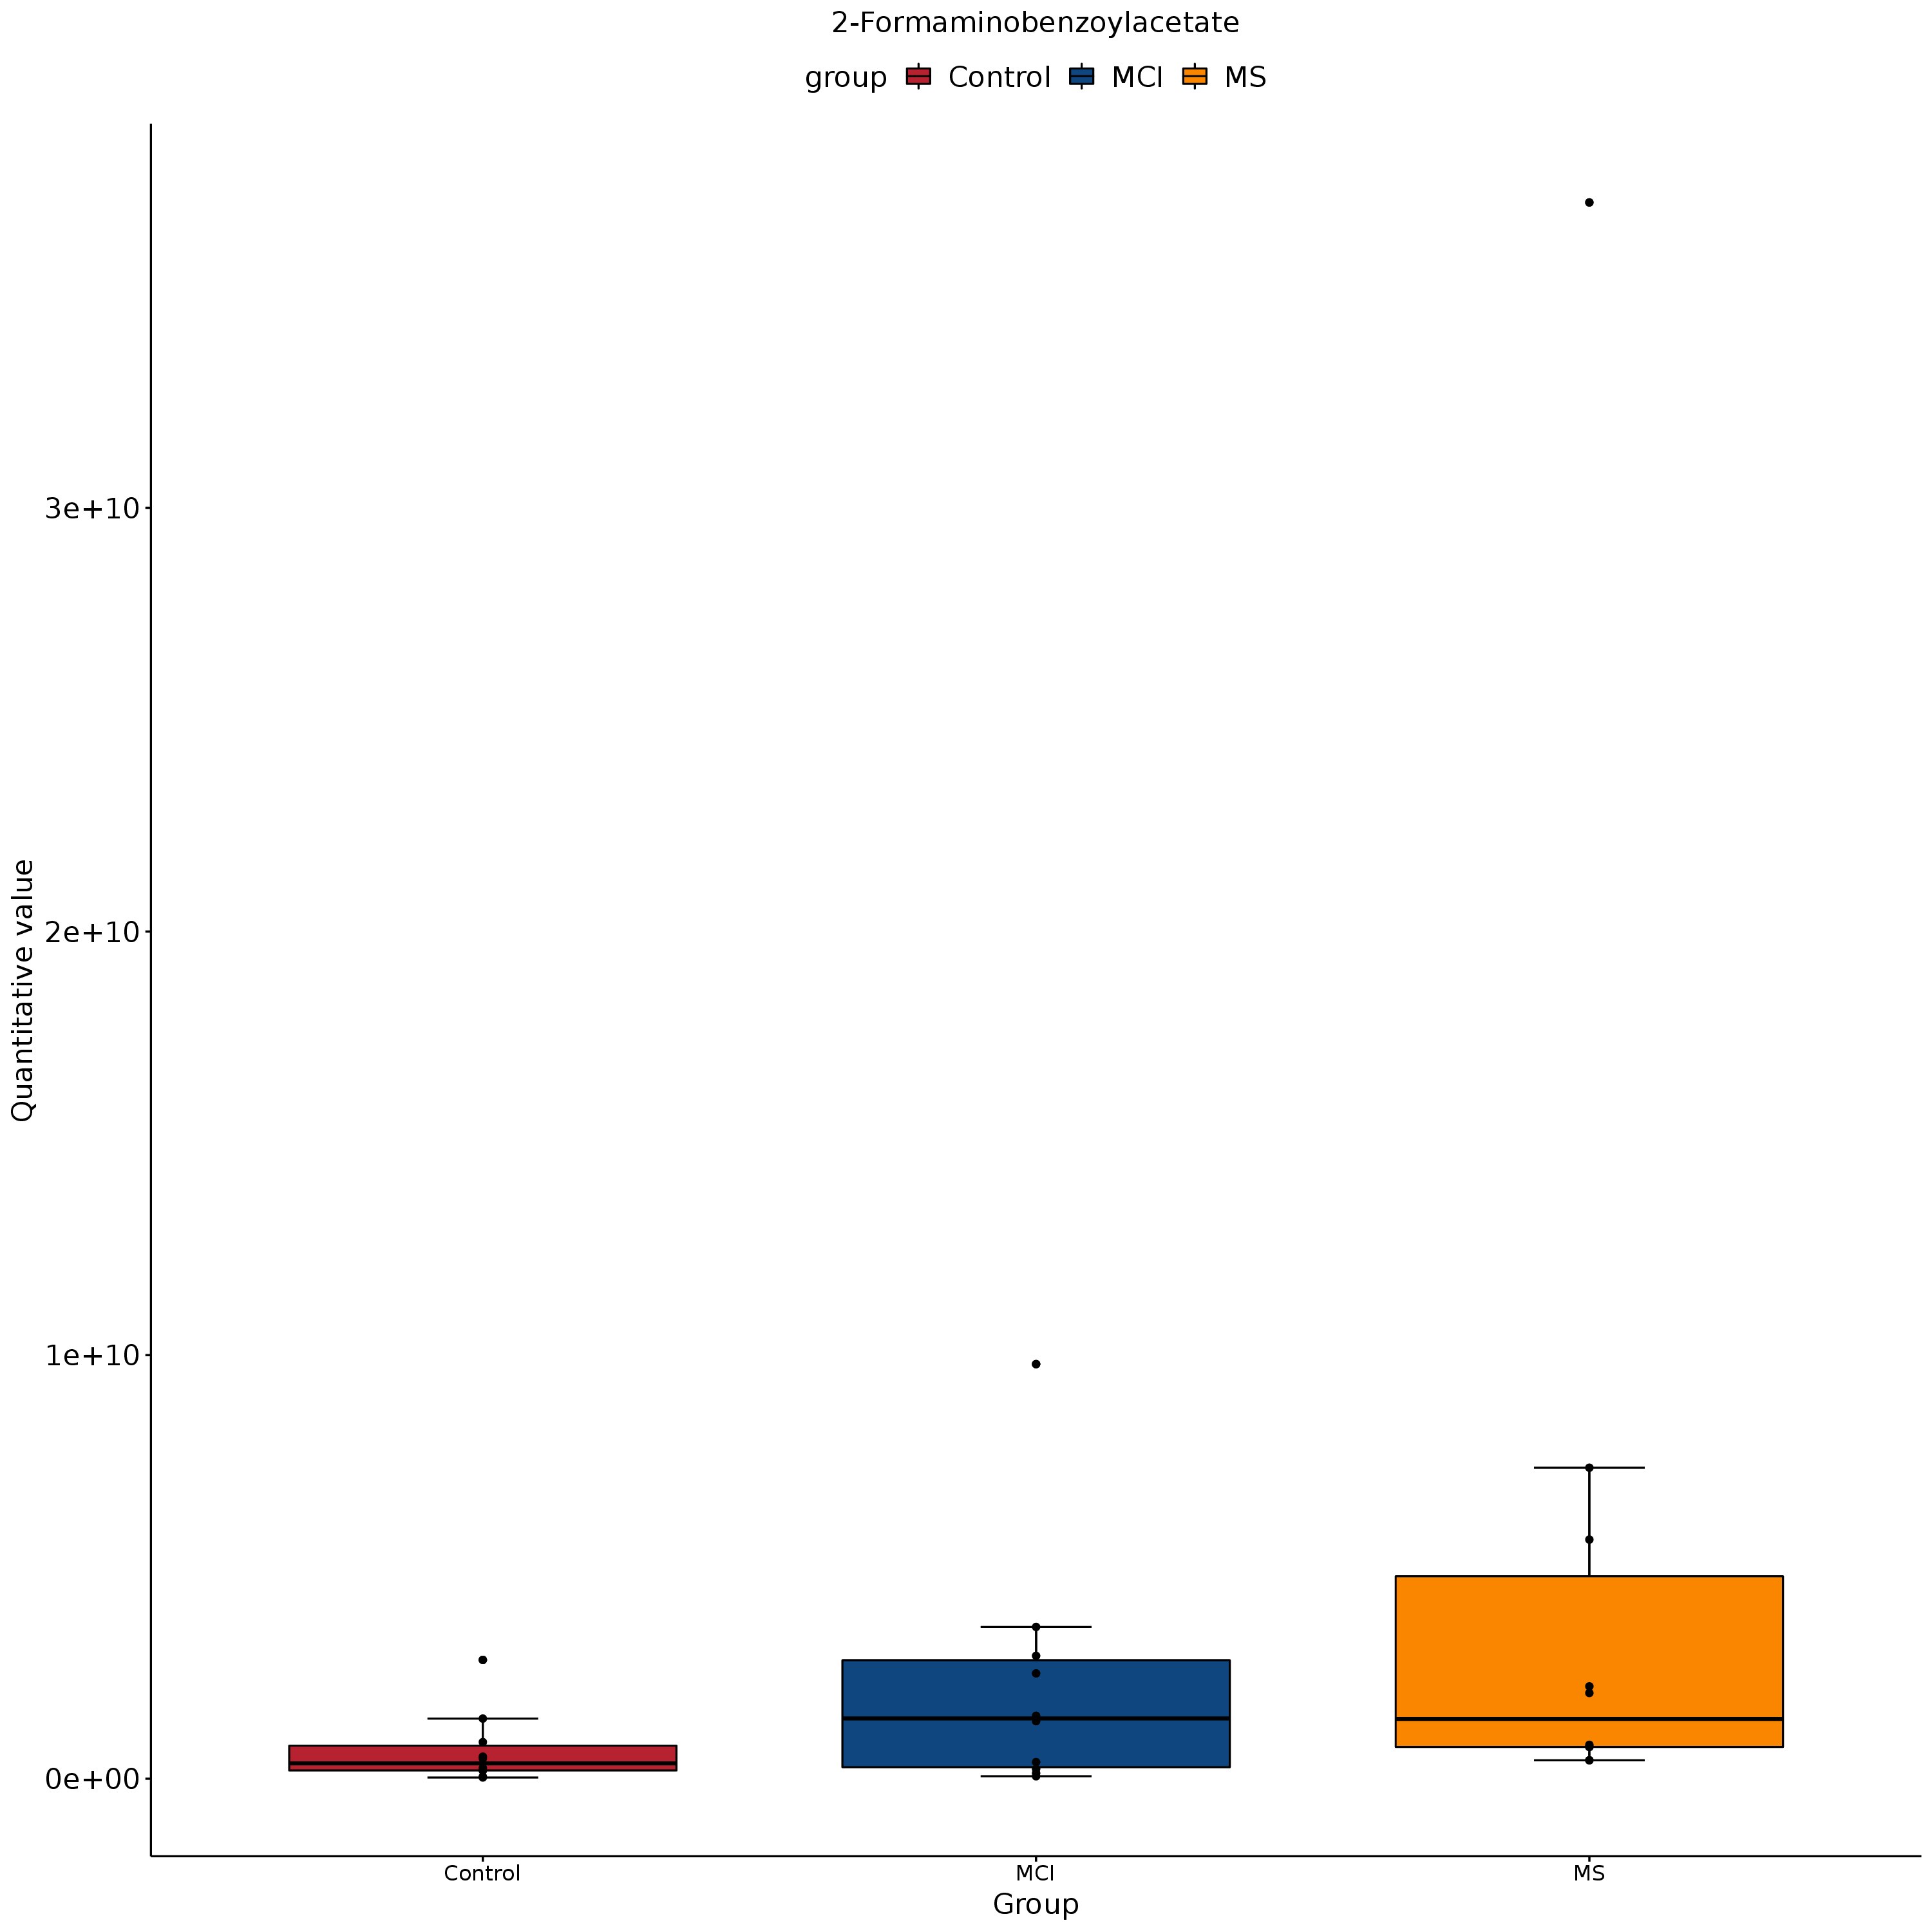 2-Formaminobenzoylacetate
group Control MCI MS
Quantitative value
3e+10
2e+10
1e+10
0e+00
Control MCI MS
Group